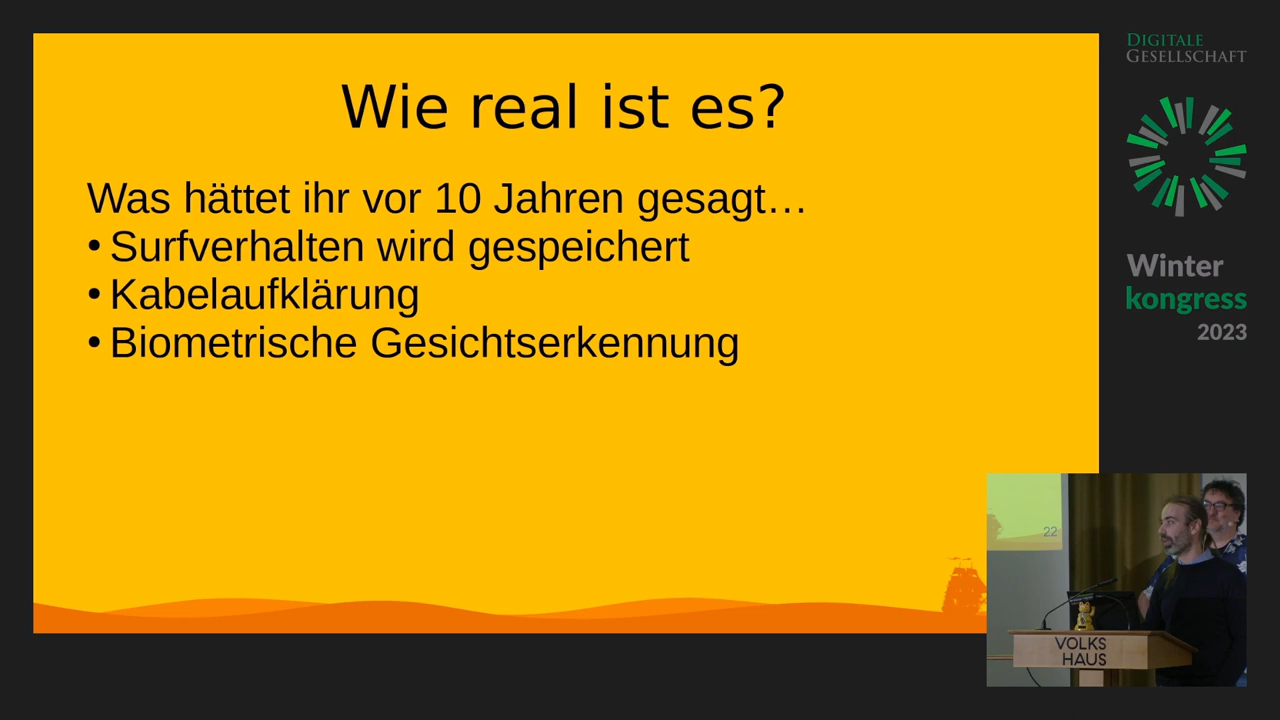 Wie real ist es?
Was hättet ihr vor 10 Jahren gesagt…
• Surfverhalten wird gespeichert
• Kabelaufklärung
• Biometrische Gesichtserkennung
DIGITALE
GESELLSCHAFT
Winter
kongress
2023
22
VOLKS
HAUS